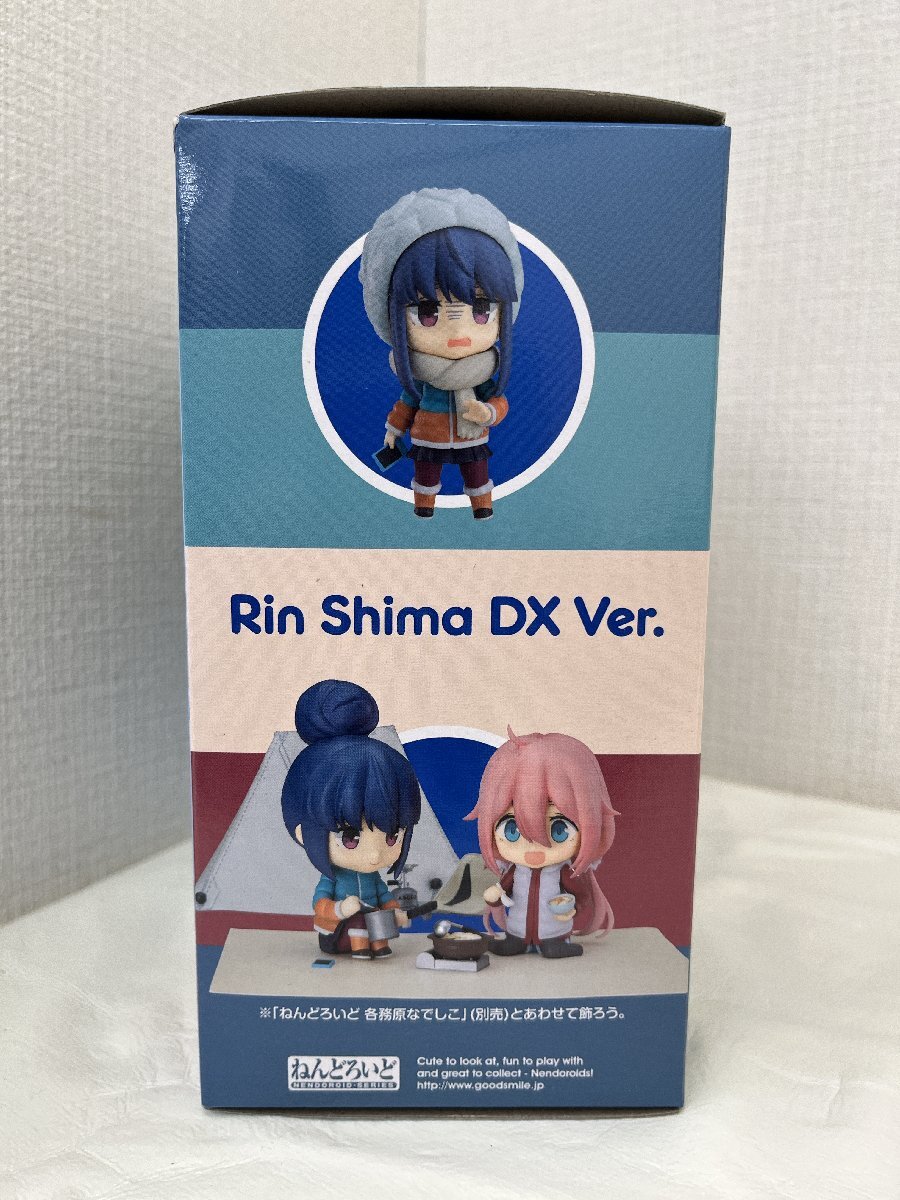 Rin Shima DX Ver.
※「ねんどろいど 各務原なでしこ」(別売)とあわせて飾ろう。
ねんどろいど
NENDOROID-SERIES
Cute to look at, fun to play with
and great to collect - Nendoroids!
http://www.goodsmile.jp